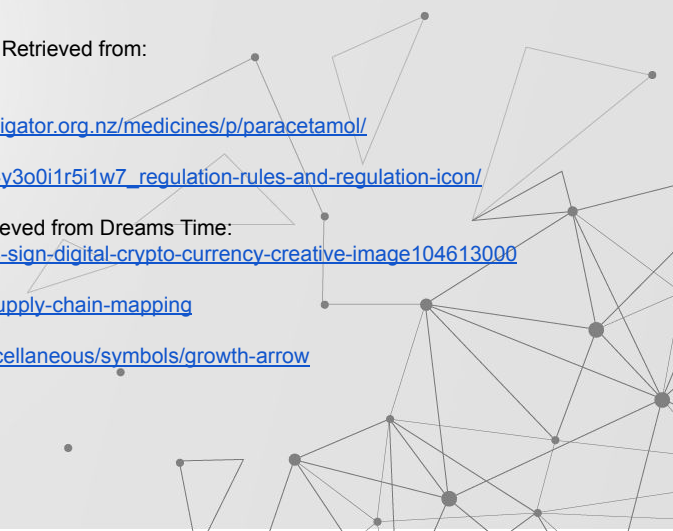 Retrieved from:
igator.org.nz/medicines/p/paracetamol/
y3o0i1r5i1w7_regulation-rules-and-regulation-icon/
eved from Dreams Time:
-sign-digital-crypto-currency-creative-image104613000
upply-chain-mapping
cellaneous/symbols/growth-arrow